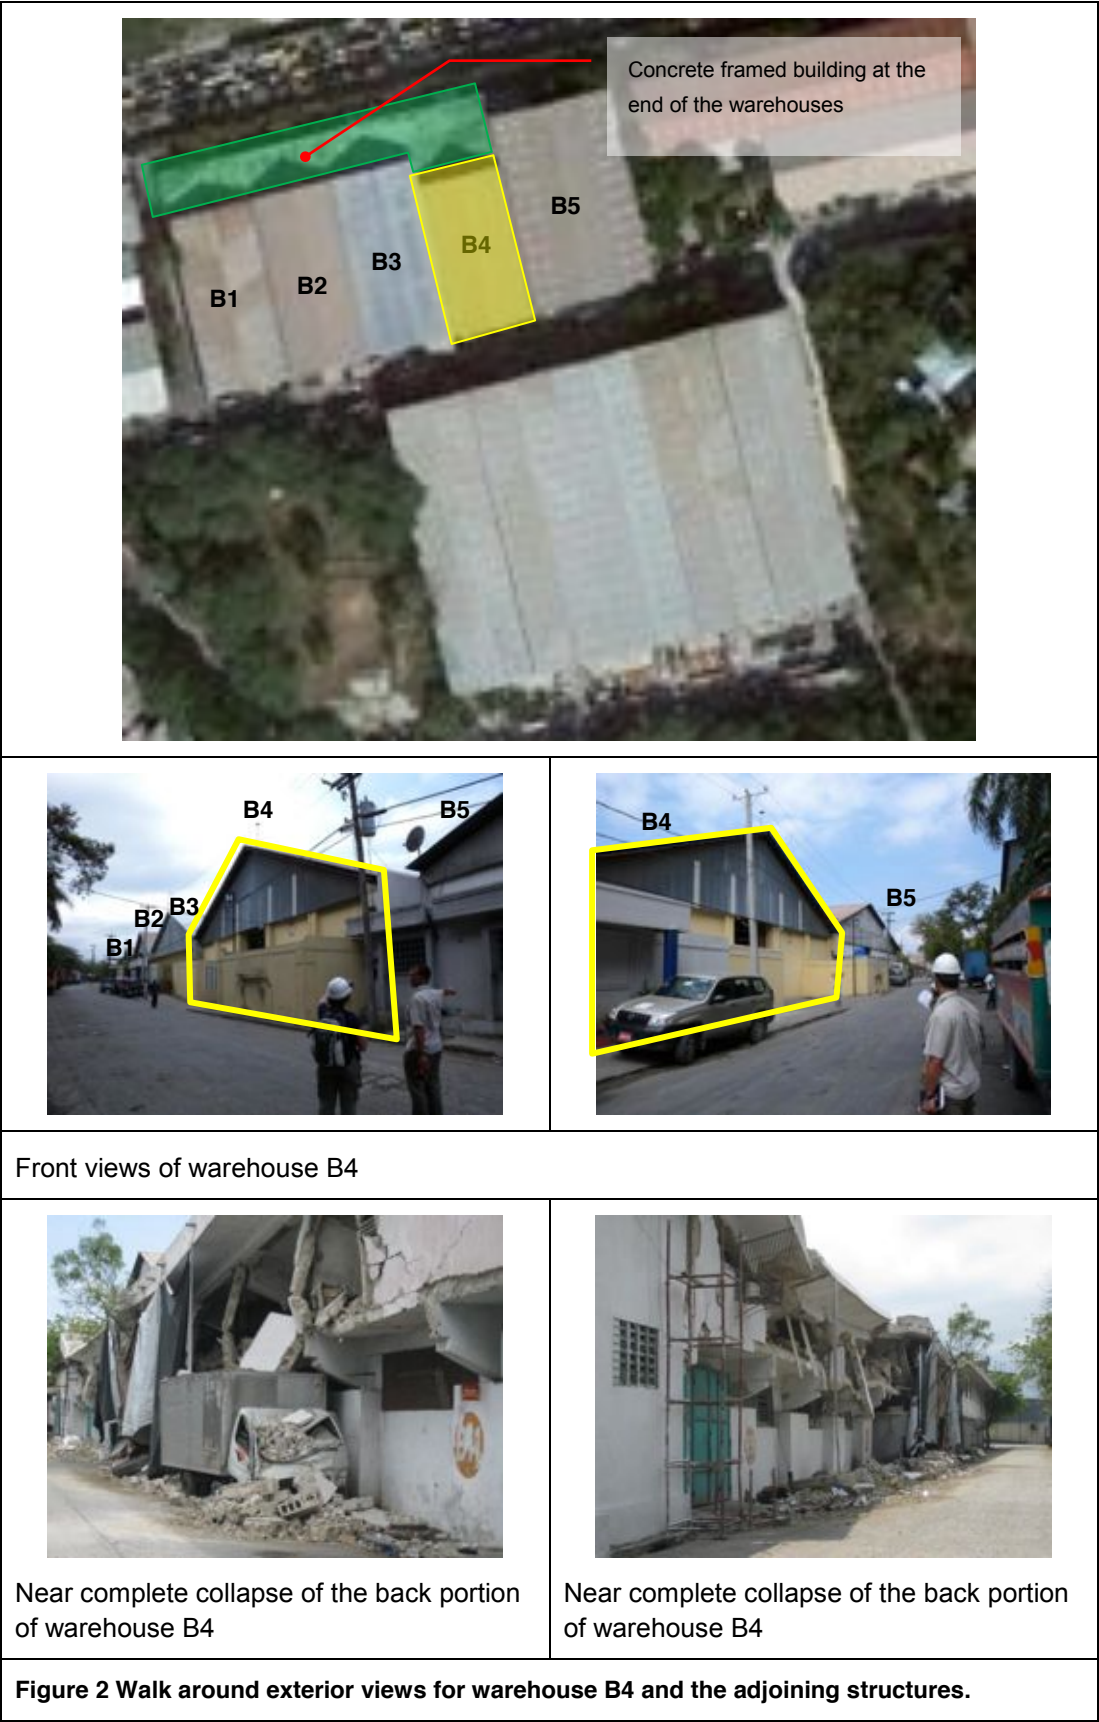 Concrete framed building at the
end of the warehouses
B5
B4
B3
B2
B1
B4
B5
B3
B2
B1
B4
B5
Front views of warehouse B4
Near complete collapse of the back portion
of warehouse B4
Near complete collapse of the back portion
of warehouse B4
Figure 2 Walk around exterior views for warehouse B4 and the adjoining structures.